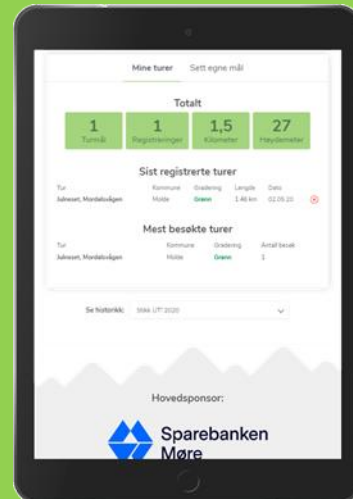 Mine turer Sett egne mål
Totalt
1 1 1,5 27
Turmål Registreringer Kilometer Høydemeter
Sist registrerte turer
Tur Kommune Gradering Lengde Dato
Julneset, Mordalsvågen Molde Grønn 1.46 km 02.05.20
Mest besøkte turer
Tur Kommune Gradering Antall besøk
Julneset, Mordalsvågen Molde Grønn 1
Se historikk: Stikk UT! 2020
Hovedsponsor:
Sparebanken
Møre